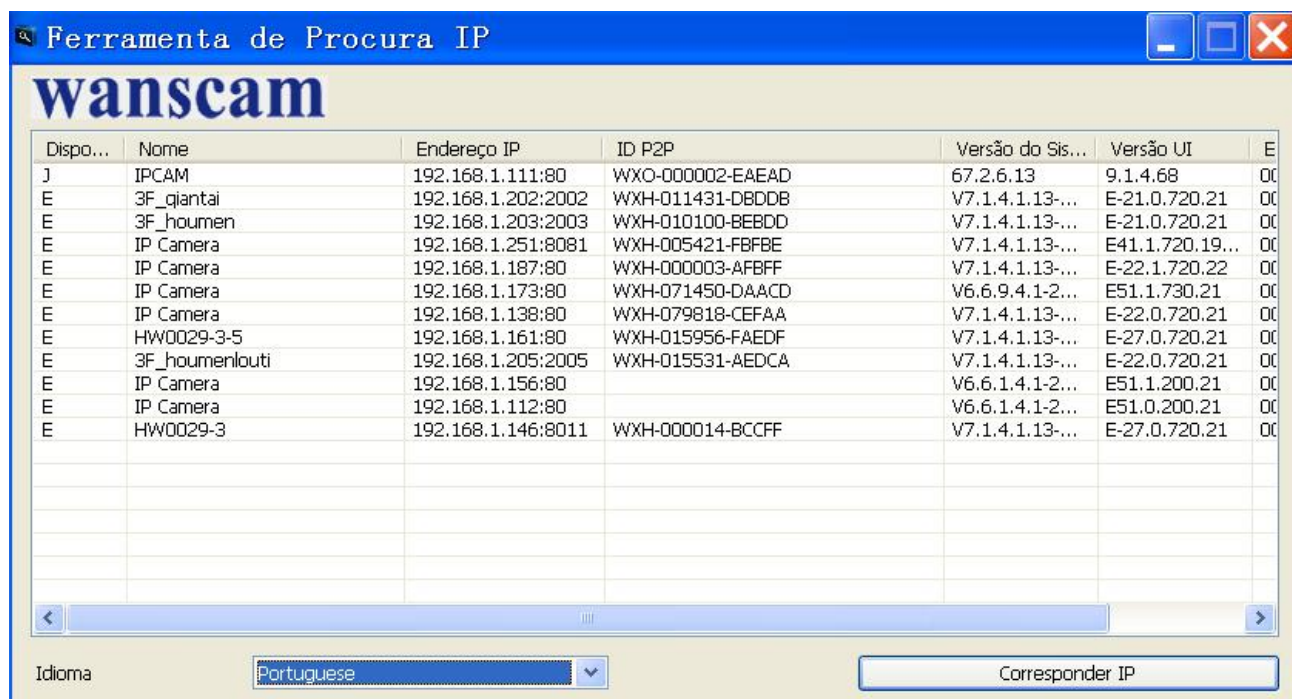 Ferramenta de Procura IP
wanscam
Dispo... Nome Endereço IP ID P2P Versão do Sis... Versão UI E
J IPCAM 192.168.1.111:80 WXO-000002-EAEAD 67.2.6.13 9.1.4.68 00
E 3F_qiantai 192.168.1.202:2002 WXH-011431-DBDDB V7.1.4.1.13-... E-21.0.720.21 00
E 3F_houmen 192.168.1.203:2003 WXH-010100-BEBDD V7.1.4.1.13-... E-21.0.720.21 00
E IP Camera 192.168.1.251:8081 WXH-005421-FBFBE V7.1.4.1.13-... E41.1.720.19... 00
E IP Camera 192.168.1.187:80 WXH-000003-AFBFF V7.1.4.1.13-... E-22.1.720.22 00
E IP Camera 192.168.1.173:80 WXH-071450-DAACD V6.6.9.4.1-2... E51.1.730.21 00
E IP Camera 192.168.1.138:80 WXH-079818-CEFAA V7.1.4.1.13-... E-22.0.720.21 00
E HW0029-3-5 192.168.1.161:80 WXH-015956-FAEDF V7.1.4.1.13-... E-27.0.720.21 00
E 3F_houmenlouti 192.168.1.205:2005 WXH-015531-AEDCA V7.1.4.1.13-... E-22.0.720.21 00
E IP Camera 192.168.1.156:80 V6.6.1.4.1-2... E51.1.200.21 00
E IP Camera 192.168.1.112:80 V6.6.1.4.1-2... E51.0.200.21 00
E HW0029-3 192.168.1.146:8011 WXH-000014-BCCFF V7.1.4.1.13-... E-27.0.720.21 00
Idioma Portuguese Corresponder IP